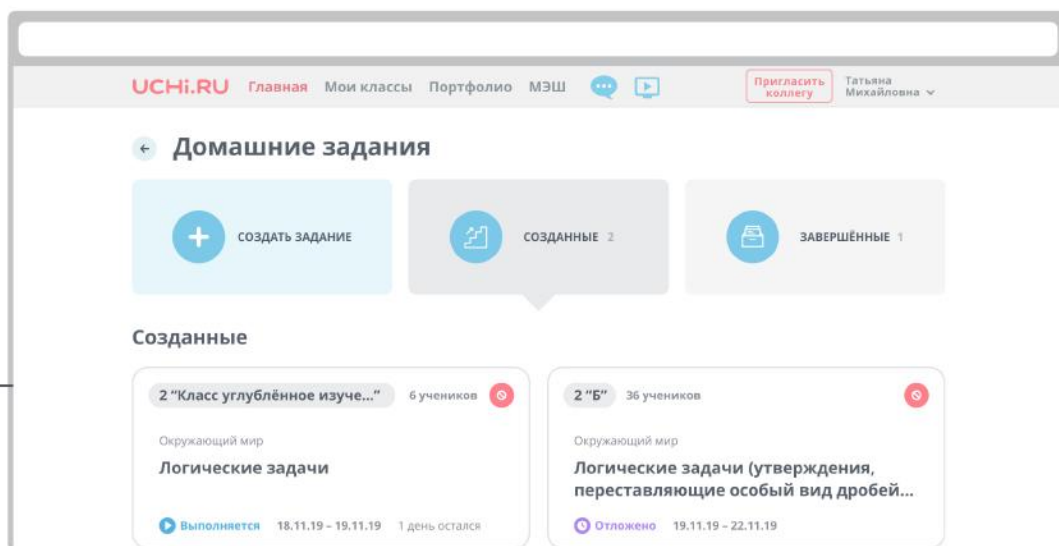 UCHi.RU Главная Мои классы Портфолио МЭШ Пригласить коллегу Татьяна Михайловна
Домашние задания
СОЗДАТЬ ЗАДАНИЕ СОЗДАННЫЕ 2 ЗАВЕРШЁННЫЕ 1
Созданные
2 “Класс углублённое изуче...” 6 учеников
Окружающий мир
Логические задачи
Выполняется 18.11.19 – 19.11.19 1 день остался
2 “Б” 36 учеников
Окружающий мир
Логические задачи (утверждения,
переставляющие особый вид дробей...
Отложено 19.11.19 – 22.11.19